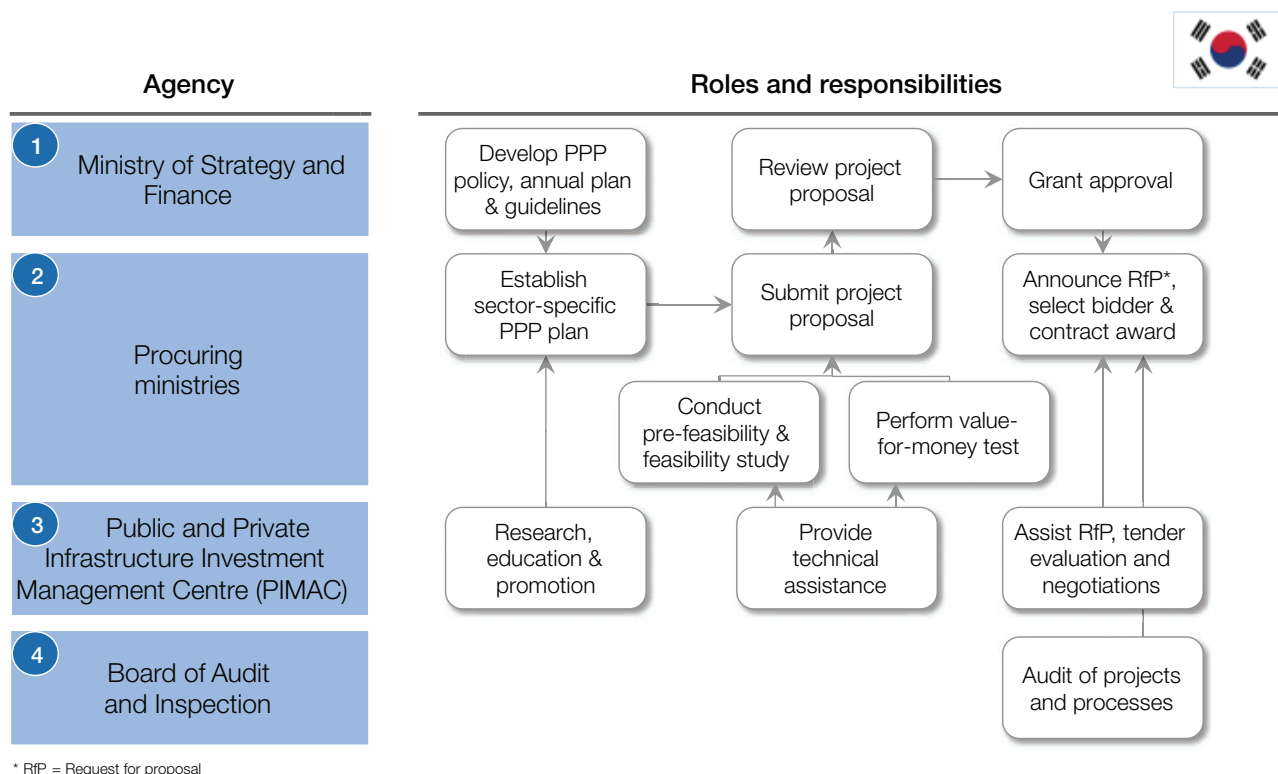 Agency
Roles and responsibilities
1
Ministry of Strategy and
Finance
Develop PPP
policy, annual plan
& guidelines
Review project
proposal
Grant approval
2
Procuring
ministries
Establish
sector-specific
PPP plan
Submit project
proposal
Announce RfP*,
select bidder &
contract award
Conduct
pre-feasibility &
feasibility study
Perform value-
for-money test
3
Public and Private
Infrastructure Investment
Management Centre (PIMAC)
Research,
education &
promotion
Provide
technical
assistance
Assist RfP, tender
evaluation and
negotiations
4
Board of Audit
and Inspection
Audit of projects
and processes
* RfP = Request for proposal